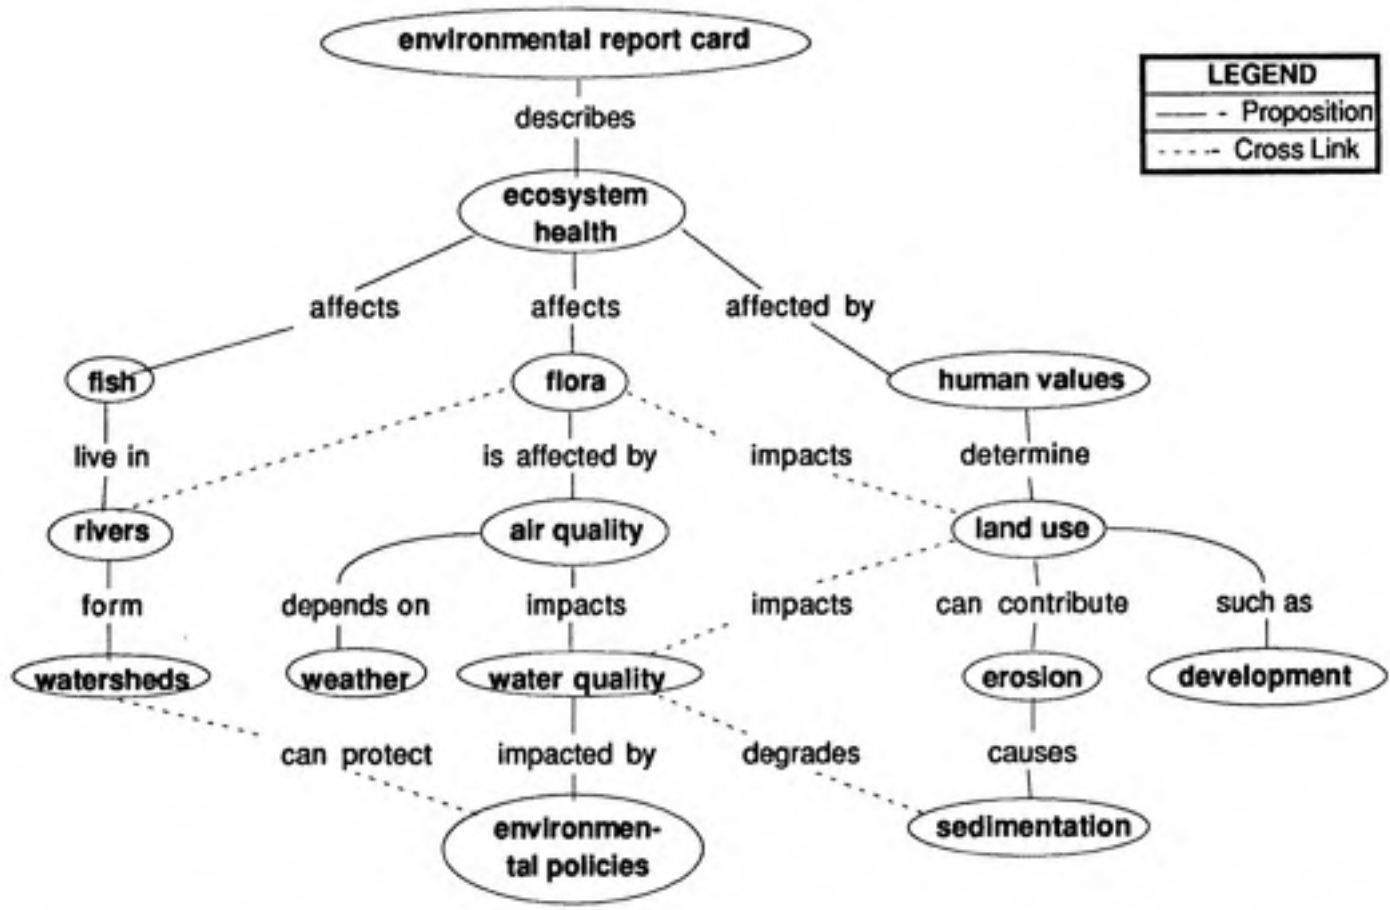 environmental report card
LEGEND
Proposition
Cross Link
describes
ecosystem
health
affects
affects
affected by
fish
flora
human values
live in
is affected by
impacts
determine
rivers
air quality
land use
form
depends on
impacts
impacts
can contribute
such as
watersheds
weather
water quality
erosion
development
can protect
impacted by
degrades
causes
environmen-
tal policies
sedimentation